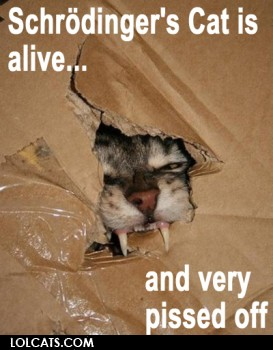 Schrödinger's Cat is
alive...
and very
pissed off
LOLCATS.COM